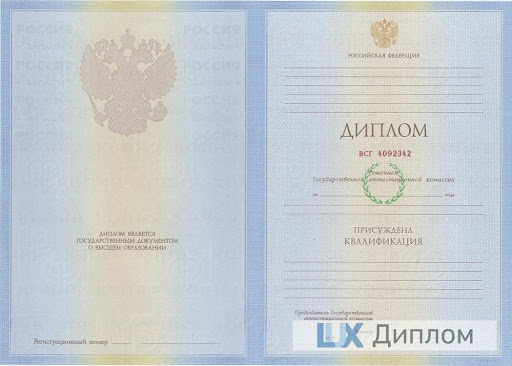 РОССИЯ
РОССИЯ
ДИПЛОМ ЯВЛЯЕТСЯ
ГОСУДАРСТВЕННЫМ ДОКУМЕНТОМ
О ВЫСШЕМ ОБРАЗОВАНИИ
Регистрационный номер
РОССИЙСКАЯ ФЕДЕРАЦИЯ
ДИПЛОМ
ВСГ 4092342
Решением
Государственной аттестационной комиссии
от года
ПРИСУЖДЕНА
КВАЛИФИКАЦИЯ
Председатель Государственной
аттестационной комиссии
LUX Диплом